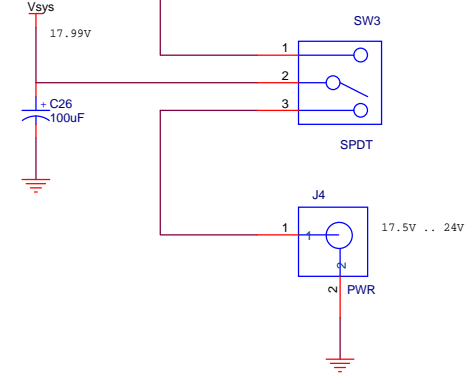 Vsys
17.99V
SW3
1
2
3
+ C26
100uF
SPDT
J4
1
1
17.5V .. 24V
2
2
PWR